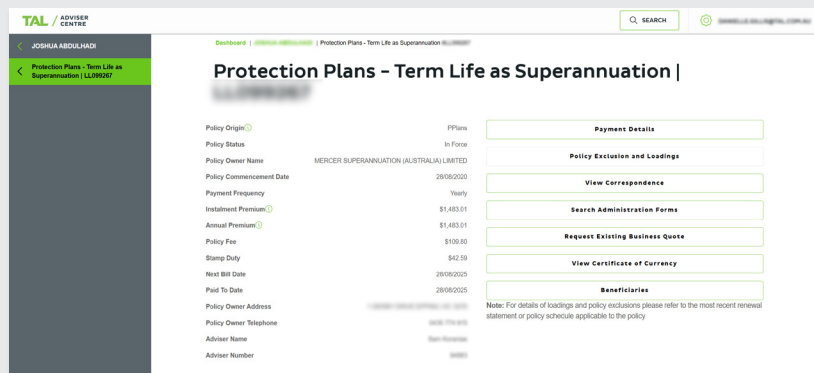 TAL / ADVISER CENTRE
SEARCH
JOSHUA ABDULHADI
Protection Plans - Term Life as
Superannuation | LL099267
Dashboard | | Protection Plans - Term Life as Superannuation
Protection Plans - Term Life as Superannuation |
Policy Origin PPlans
Policy Status In Force
Policy Owner Name MERCER SUPERANNUATION (AUSTRALIA) LIMITED
Policy Commencement Date 28/08/2020
Payment Frequency Yearly
Instalment Premium $1,483.01
Annual Premium $1,483.01
Policy Fee $109.80
Stamp Duty $42.59
Next Bill Date 28/08/2025
Paid To Date 28/08/2025
Policy Owner Address
Policy Owner Telephone
Adviser Name
Adviser Number
Payment Details
Policy Exclusion and Loadings
View Correspondence
Search Administration Forms
Request Existing Business Quote
View Certificate of Currency
Beneficiaries
Note: For details of loadings and policy exclusions please refer to the most recent renewal
statement or policy schecule applicable to the policy